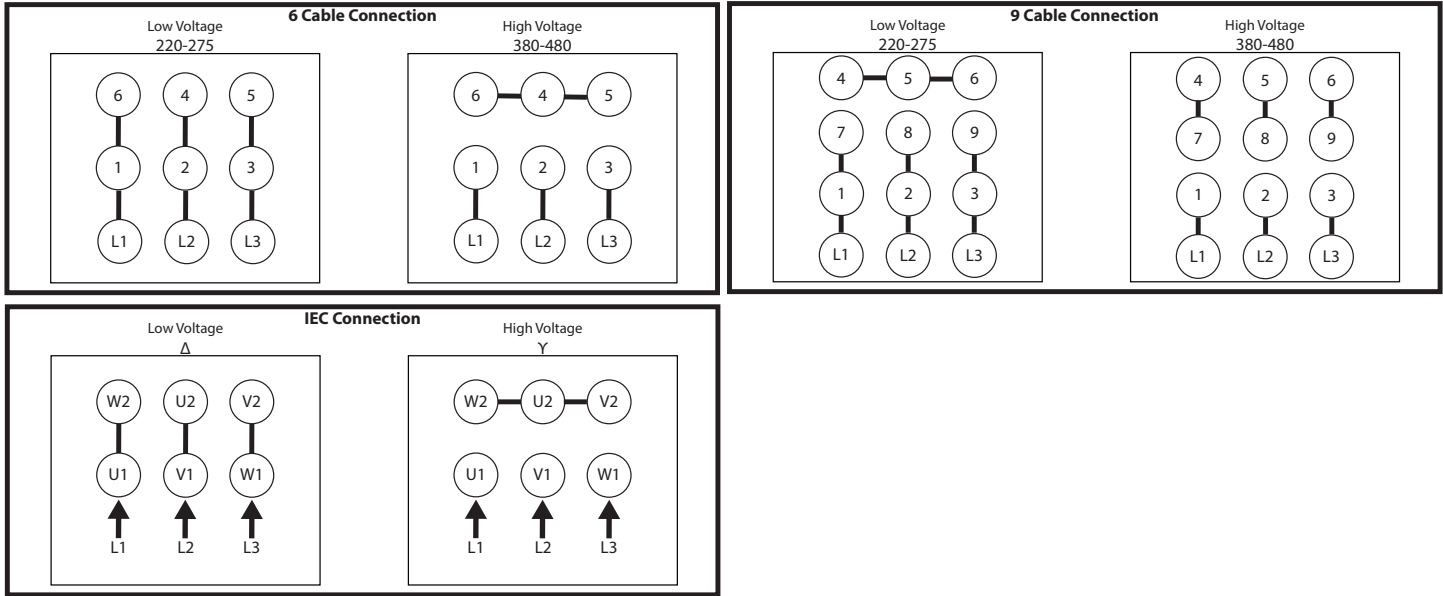 6 Cable Connection
Low Voltage
220-275
High Voltage
380-480
6 4 5
1 2 3
L1 L2 L3
6 4 5
1 2 3
L1 L2 L3
9 Cable Connection
Low Voltage
220-275
High Voltage
380-480
4 5 6
7 8 9
1 2 3
L1 L2 L3
4 5 6
7 8 9
1 2 3
L1 L2 L3
IEC Connection
Low Voltage
Δ
High Voltage
Y
W2 U2 V2
U1 V1 W1
L1 L2 L3
W2 U2 V2
U1 V1 W1
L1 L2 L3